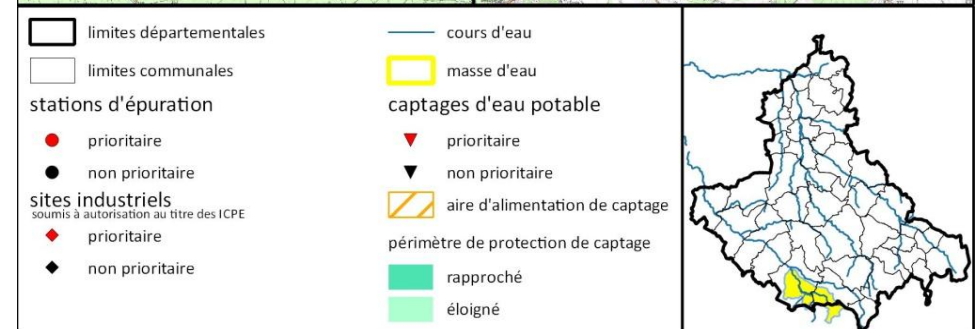 limites départementales
limites communales
stations d'épuration
prioritaire
non prioritaire
sites industriels
soumis à autorisation au titre des ICPE
prioritaire
non prioritaire
cours d'eau
masse d'eau
captages d'eau potable
prioritaire
non prioritaire
aire d'alimentation de captage
périmètre de protection de captage
rapproché
éloigné